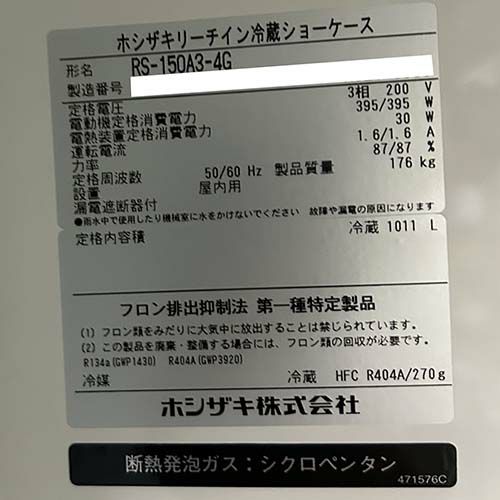 ホシザキリーチイン冷蔵ショーケース
形名 RS-150A3-4G
製造番号
定格電圧 3相 200 V
電動機定格消費電力 395/395 W
電熱装置定格消費電力 30 W
運転電流 1.6/1.6 A
力率 87/87 %
定格周波数 50/60 Hz 製品質量 176 kg
設置 屋内用
漏電遮断器付
●雨水中で使用したり機械室に水をかけないでください 故障や漏電の原因になります
定格内容積 冷蔵 1011 L
フロン排出抑制法 第一種特定製品
(1) フロン類をみだりに大気中に放出することは禁じられています。
(2) この製品を廃棄・整備する場合には、フロン類の回収が必要です。
R134a(GWP1430) R404A(GWP3920)
冷媒 冷蔵 HFC R404A/270g
ホシザキ株式会社
断熱発泡ガス：シクロペンタン
471576C